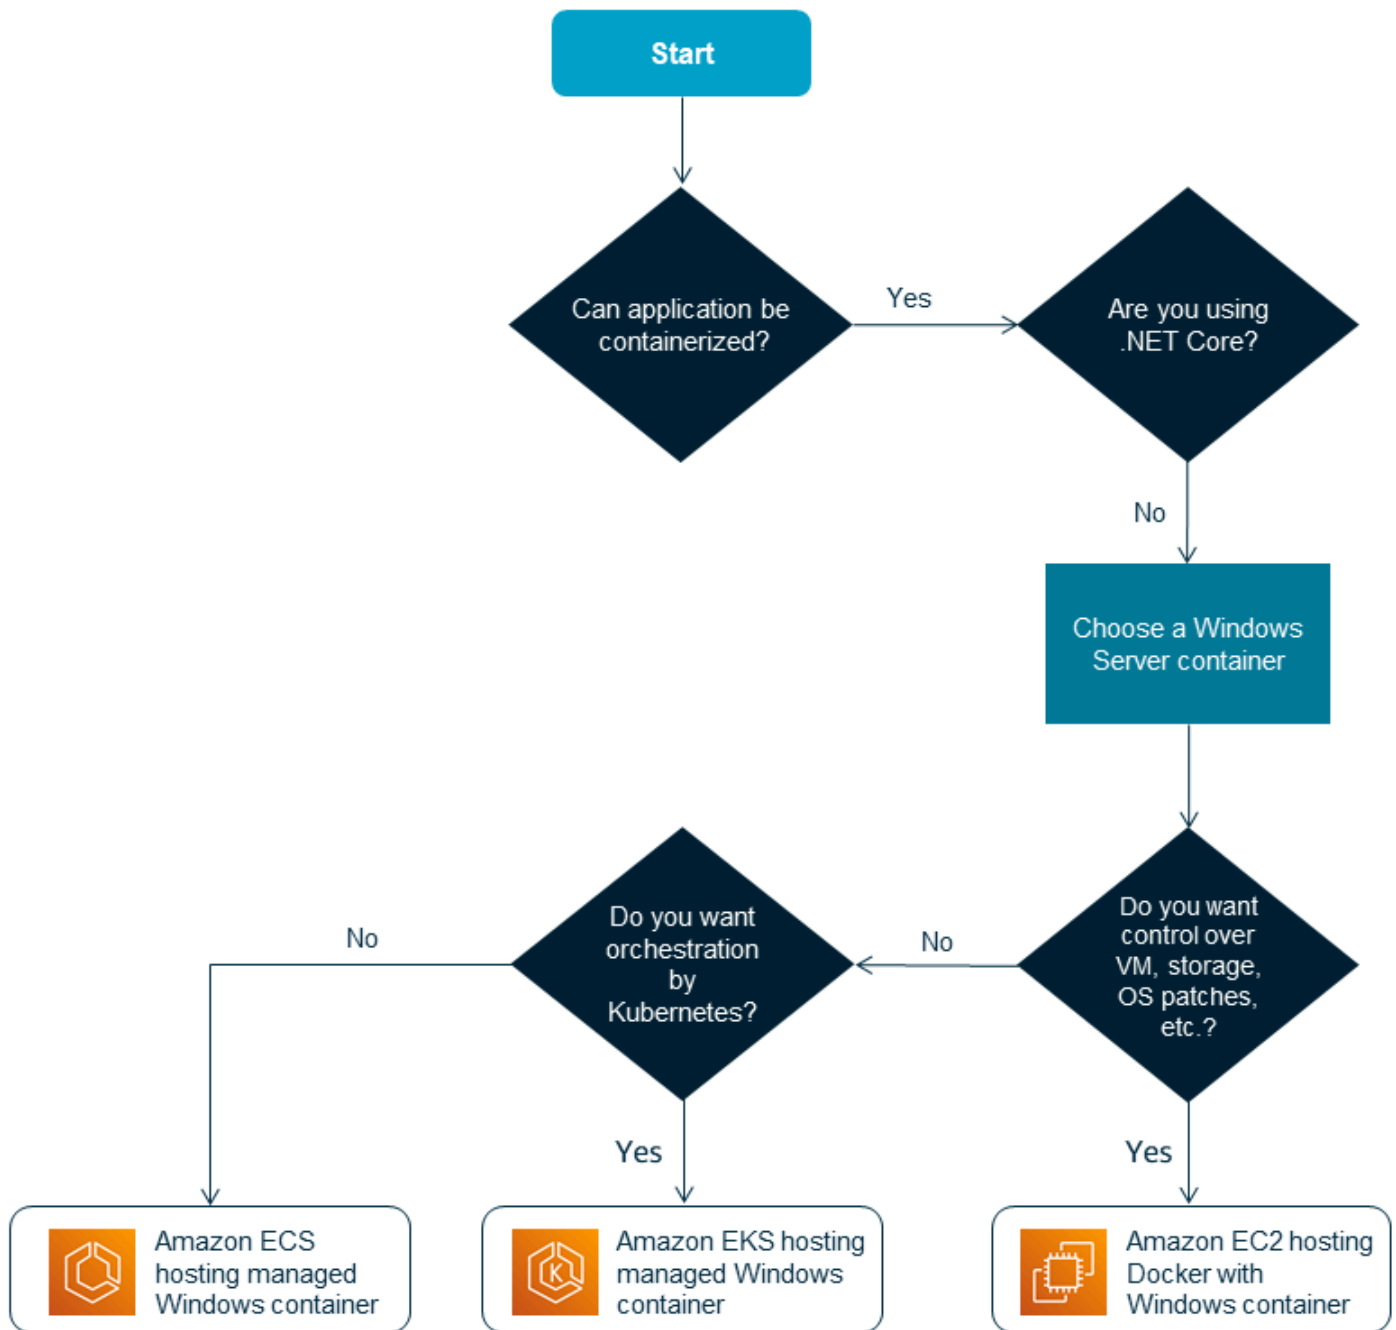 Start
Can application be
containerized?
Yes
Are you using
.NET Core?
No
Choose a Windows
Server container
Do you want
control over
VM, storage,
OS patches,
etc.?
No
Do you want
orchestration
by
Kubernetes?
No
Yes
Yes
Amazon ECS
hosting managed
Windows container
K
Amazon EKS hosting
managed Windows
container
Amazon EC2 hosting
Docker with
Windows container